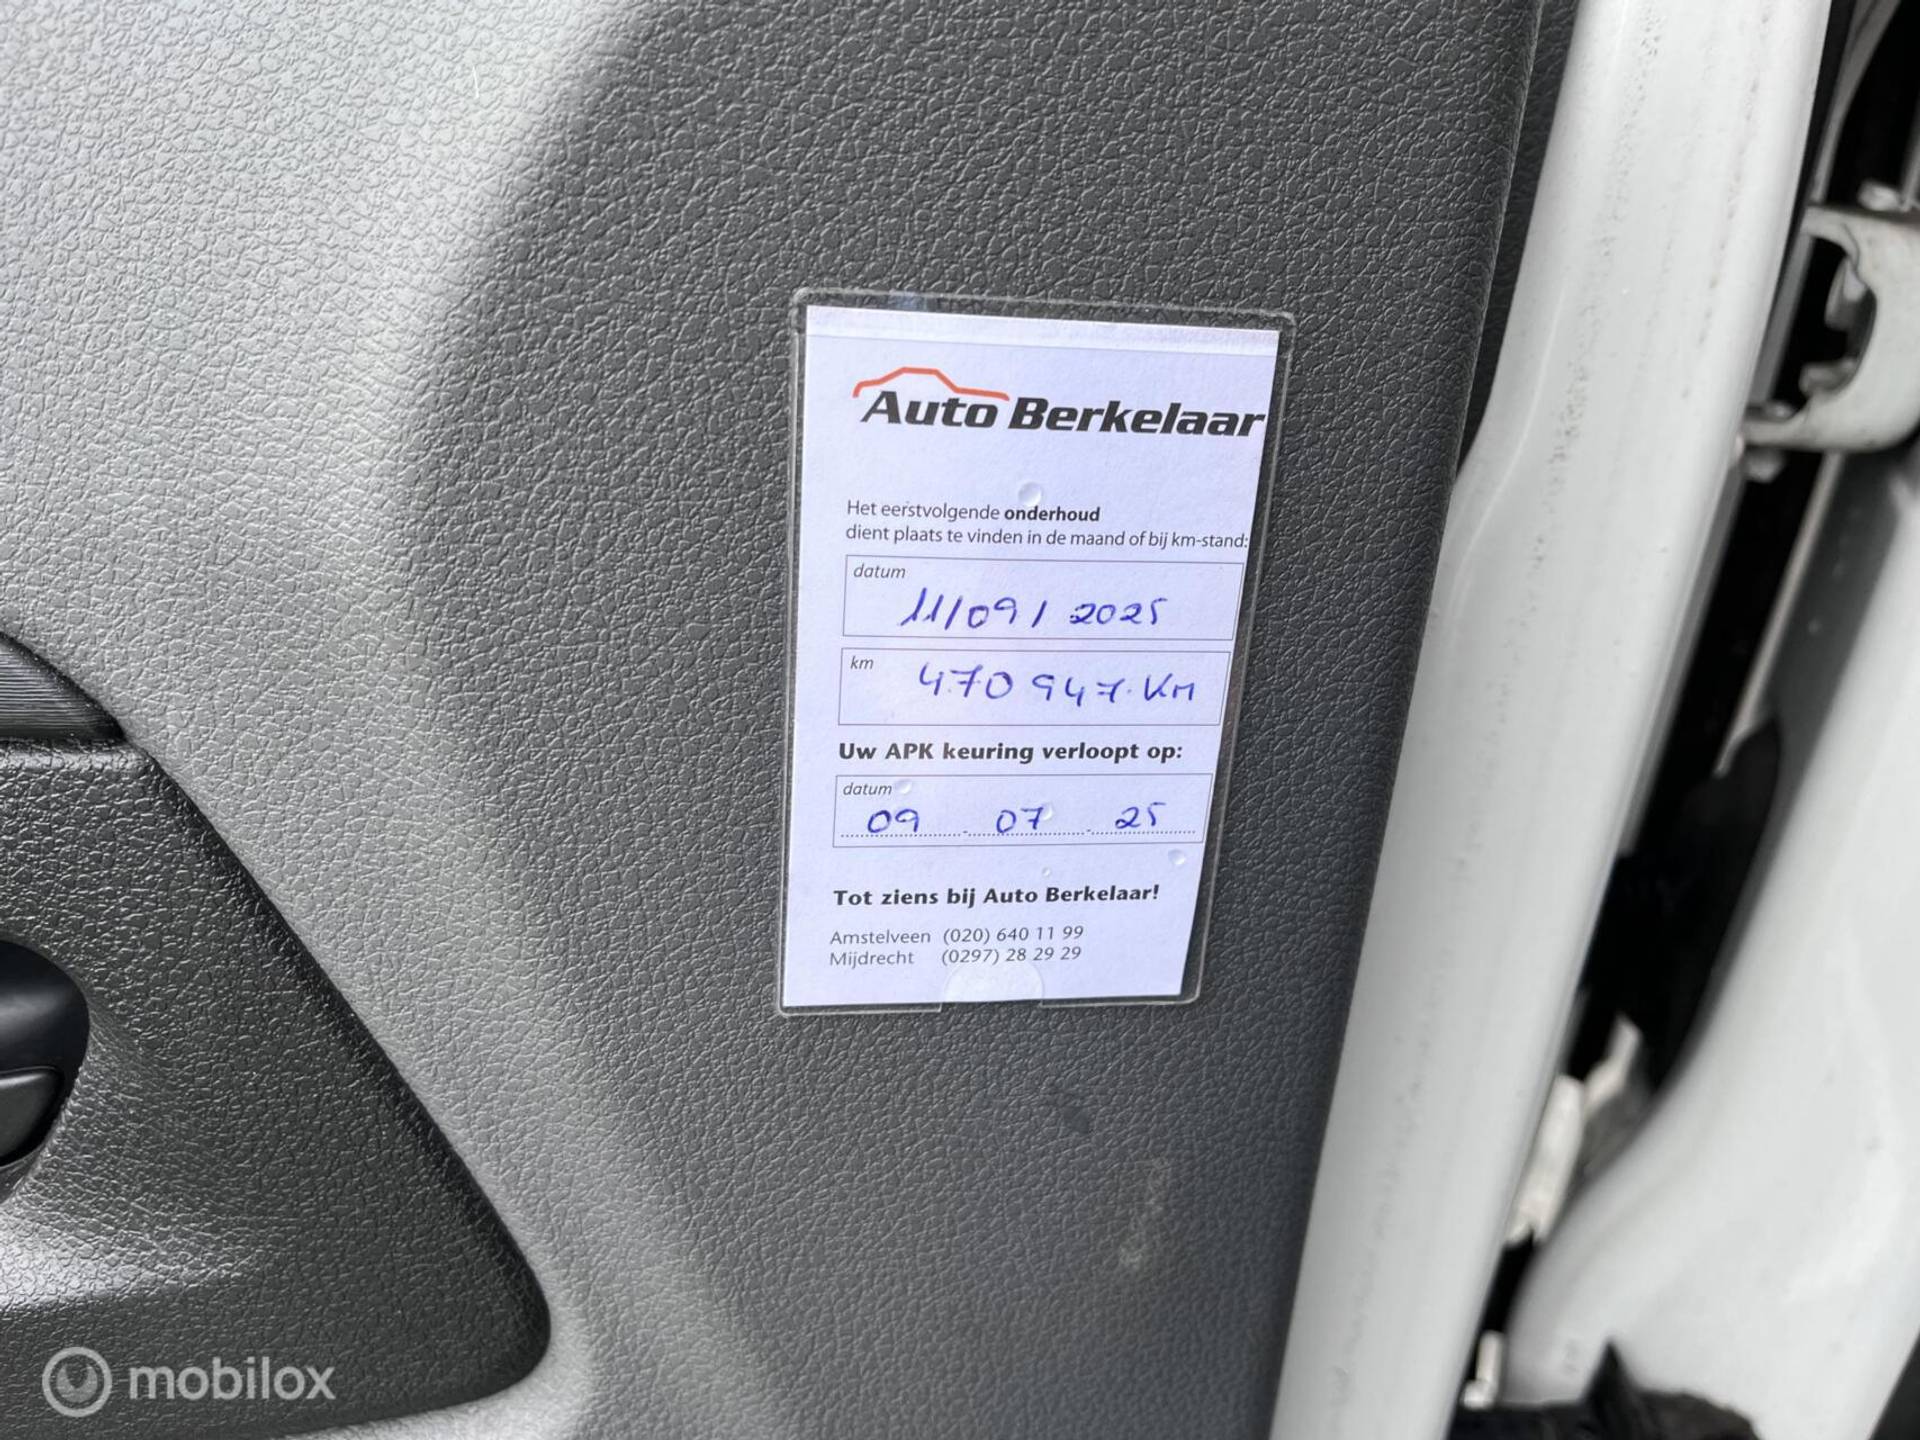 Auto Berkelaar
Het eerstvolgende onderhoud
dient plaats te vinden in de maand of bij km-stand:
datum
11/09/2025
km
470947.KM
Uw APK keuring verloopt op:
datum
09 - 07 - 25
Tot ziens bij Auto Berkelaar!
Amstelveen (020) 640 11 99
Mijdrecht (0297) 28 29 29
mobilox